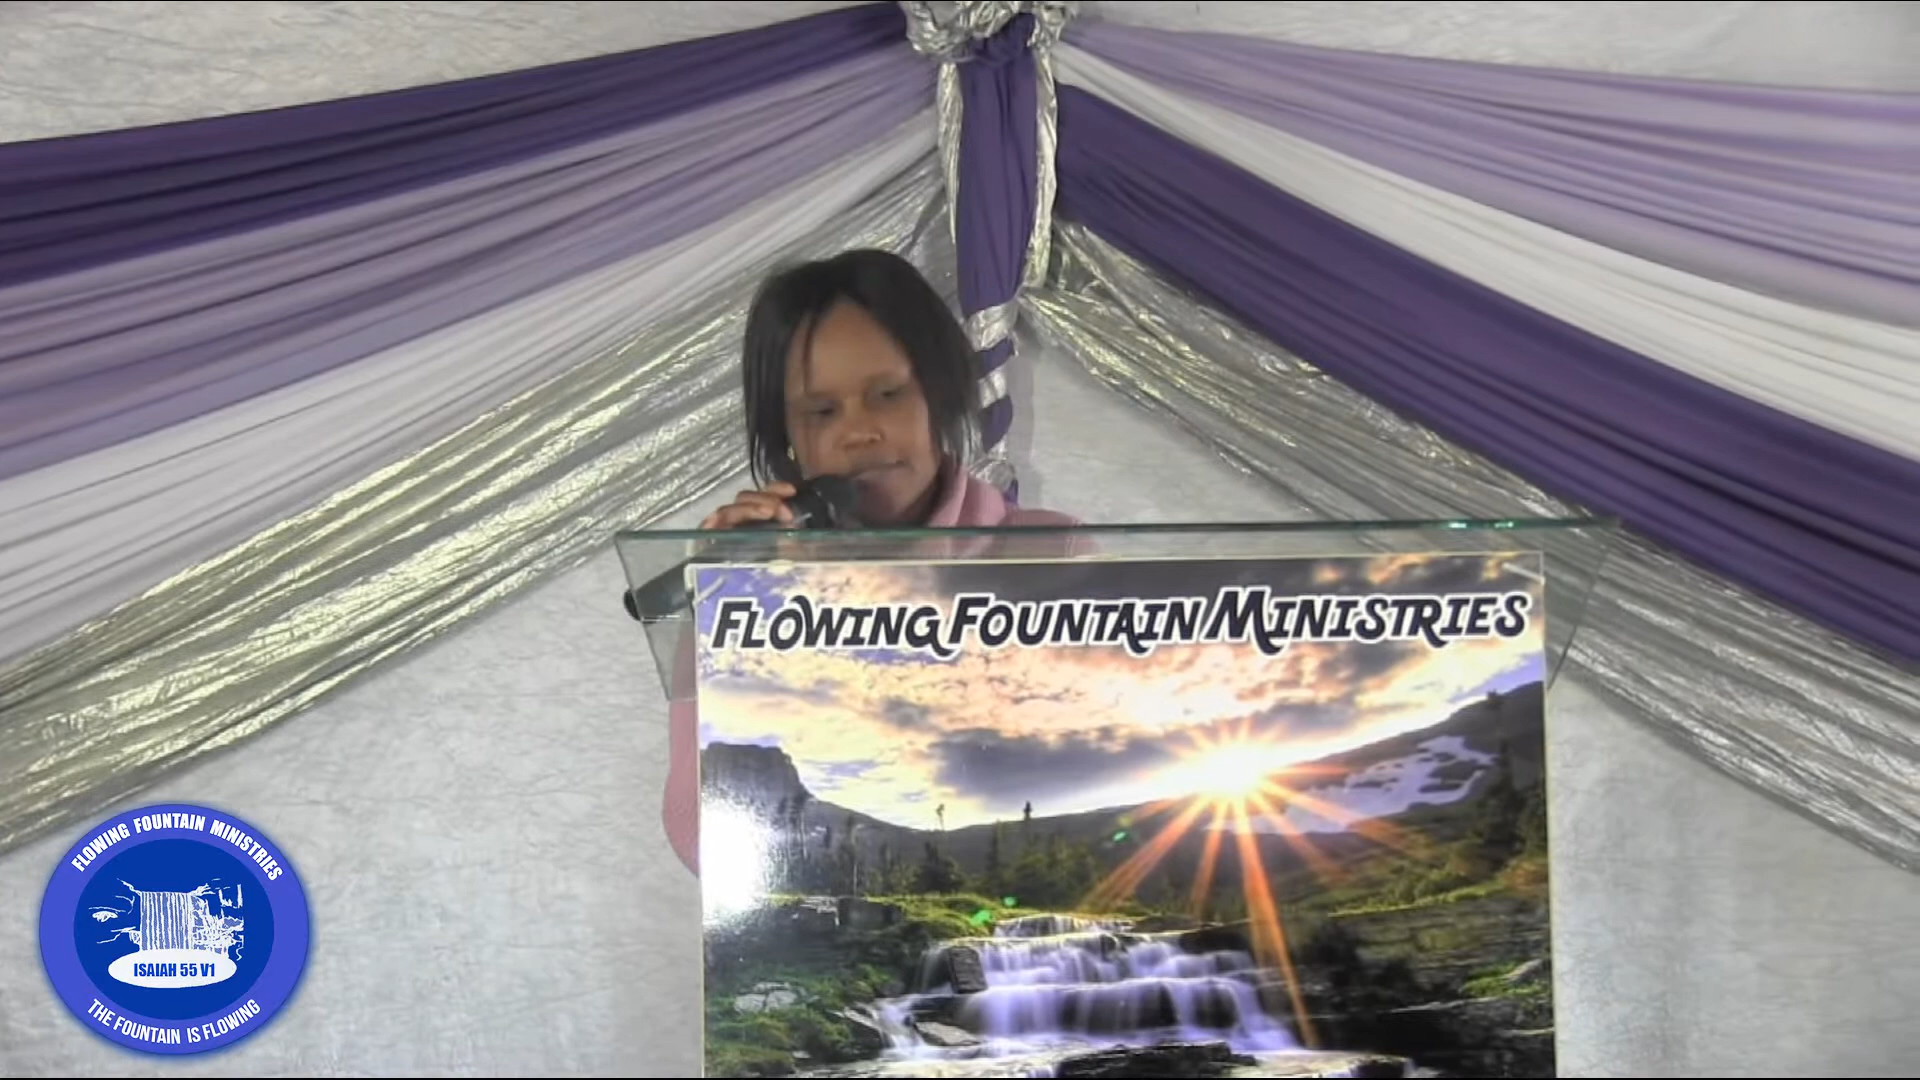 FLOWING FOUNTAIN MINISTRIES
FLOWING FOUNTAIN MINISTRIES
ISAIAH 55 V1
THE FOUNTAIN IS FLOWING